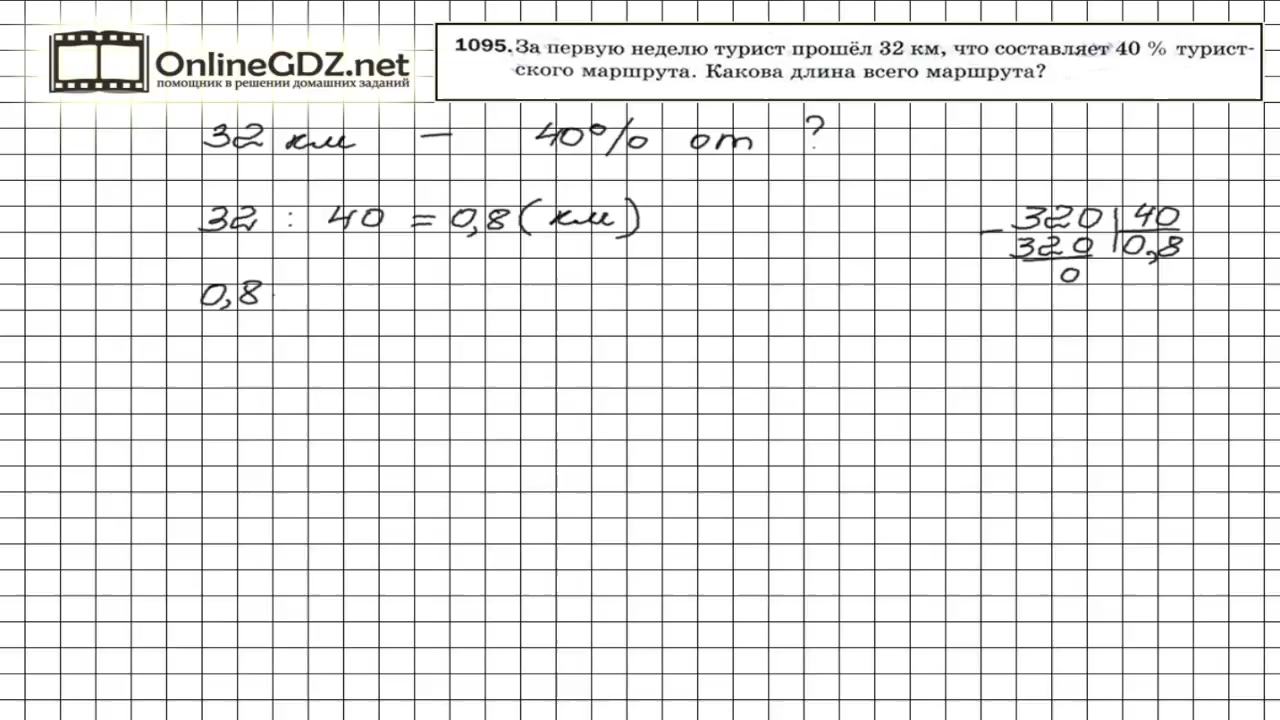 OnlineGDZ.net
помощник в решении домашних заданий
1095. За первую неделю турист прошёл 32 км, что составляет 40 % турист-
ского маршрута. Какова длина всего маршрута?
32 км — 40% от ?
32 : 40 = 0,8 (км)
0,8
- 320 | 40
320 | 0,8
0